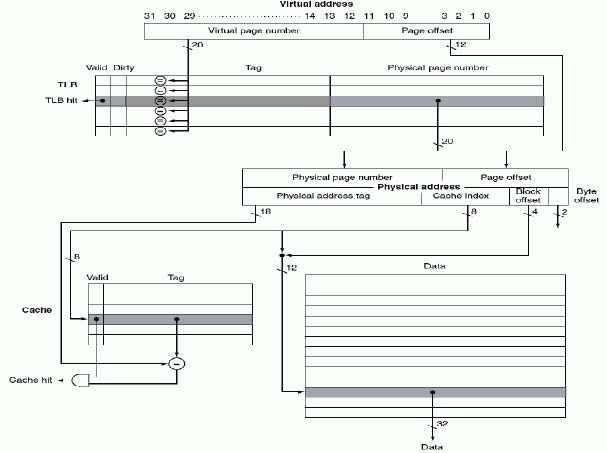 Virtual address
31 30 29 14 13 12 11 10 9 3 2 1 0
Virtual page number Page offset
20 12
Valid Dirty Tag Physical page number
TLB
TLB hit
20
Physical page number Page offset
Physical address
Physical address tag Cache index Block offset Byte offset
18 8 4 2
8 12
Data
Valid Tag
Cache
Cache hit
32
Data